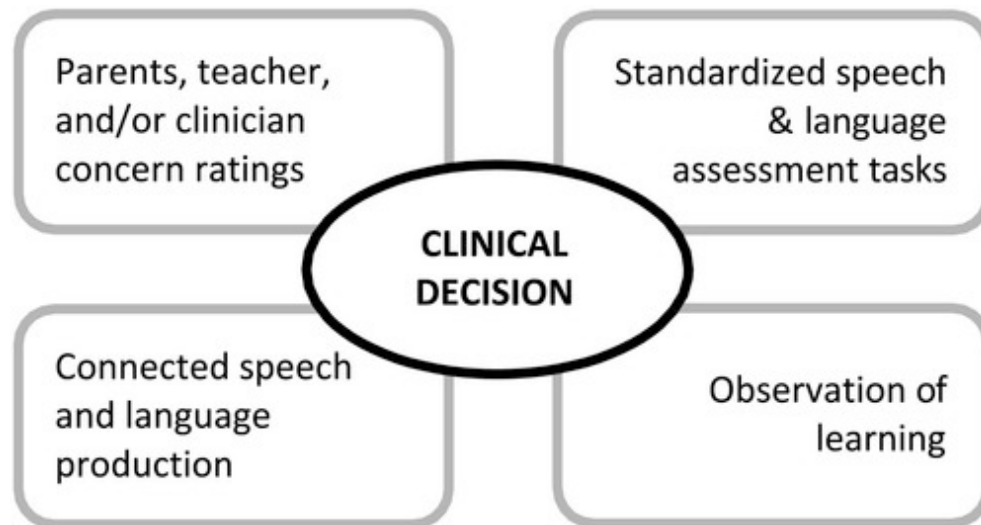 Parents, teacher,
and/or clinician
concern ratings
Standardized speech
& language
assessment tasks
CLINICAL
DECISION
Connected speech
and language
production
Observation of
learning